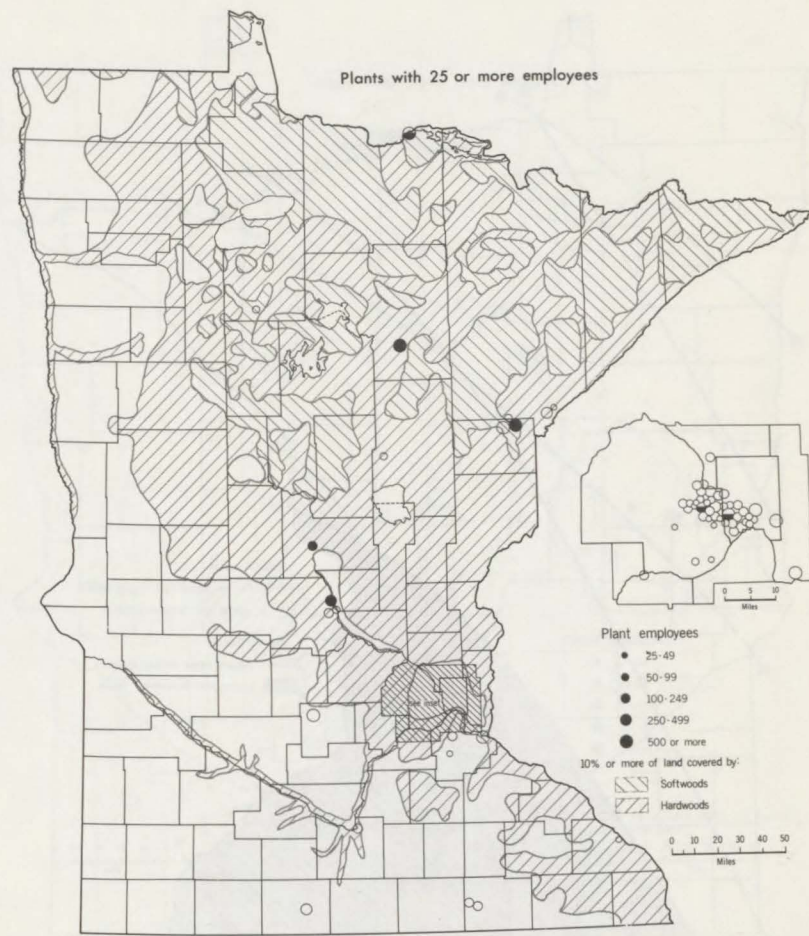 Plants with 25 or more employees
see inset
0 5 10
Miles
Plant employees
25-49
50-99
100-249
250-499
500 or more
10% or more of land covered by:
Softwoods
Hardwoods
0 10 20 30 40 50
Miles